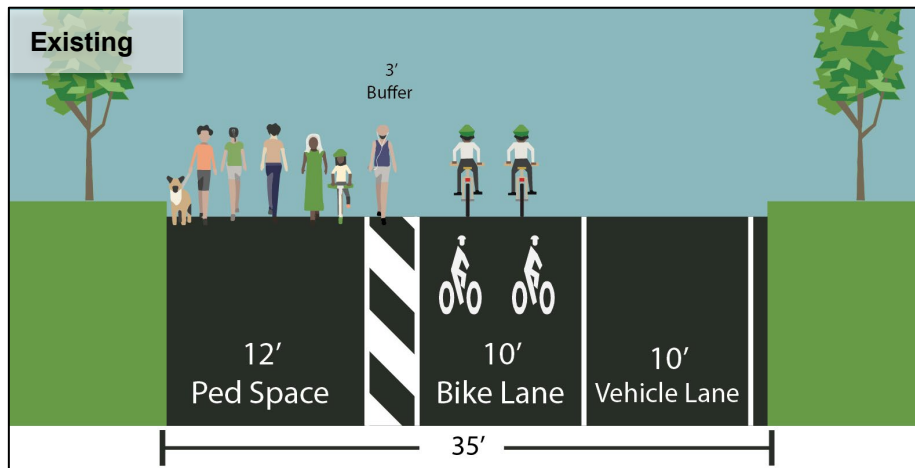 Existing
3'
Buffer
12'
Ped Space
10'
Bike Lane
10'
Vehicle Lane
35'